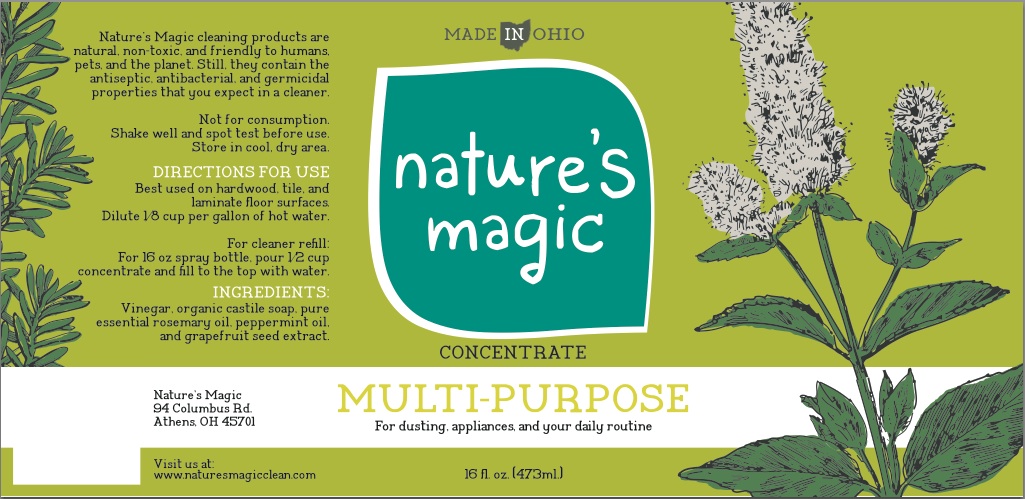 Nature's Magic cleaning products are
natural, non-toxic, and friendly to humans,
pets, and the planet. Still, they contain the
antiseptic, antibacterial, and germicidal
properties that you expect in a cleaner.
Not for consumption.
Shake well and spot test before use.
Store in cool, dry area.
DIRECTIONS FOR USE
Best used on hardwood, tile, and
laminate floor surfaces.
Dilute 1/8 cup per gallon of hot water.
For cleaner refill:
For 16 oz spray bottle, pour 1/2 cup
concentrate and fill to the top with water.
INGREDIENTS:
Vinegar, organic castile soap, pure
essential rosemary oil, peppermint oil,
and grapefruit seed extract.
Nature's Magic
94 Columbus Rd.
Athens, OH 45701
Visit us at:
www.naturesmagicclean.com
MADE IN OHIO
nature's
magic
CONCENTRATE
MULTI-PURPOSE
For dusting, appliances, and your daily routine
16 fl. oz. (473ml.)